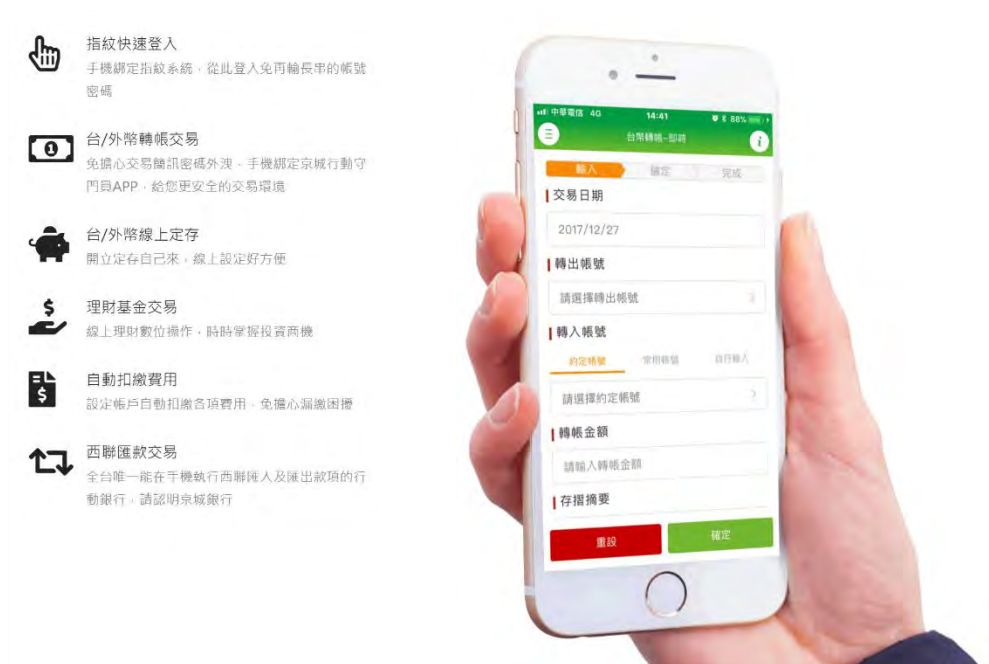 指紋快速登入
手機綁定指紋系統，從此登入免再輸長串的帳號
密碼
台/外幣轉帳交易
免擔心交易簡訊密碼外洩，手機綁定京城行動守
門員APP，給您更安全的交易環境
台/外幣線上定存
開立定存自己來，線上設定好方便
理財基金交易
線上理財數位操作，時時掌握投資商機
自動扣繳費用
設定帳戶自動扣繳各項費用，免擔心漏繳困擾
西聯匯款交易
全台唯一能在手機執行西聯匯入及匯出款項的行
動銀行，請認明京城銀行
中華電信 4G 14:41 88%
台幣轉帳-即時
輸入 確定 完成
交易日期
2017/12/27
轉出帳號
請選擇轉出帳號
轉入帳號
約定帳號 常用帳號 自行輸入
請選擇約定帳號
轉帳金額
請輸入轉帳金額
存摺摘要
重設 確定